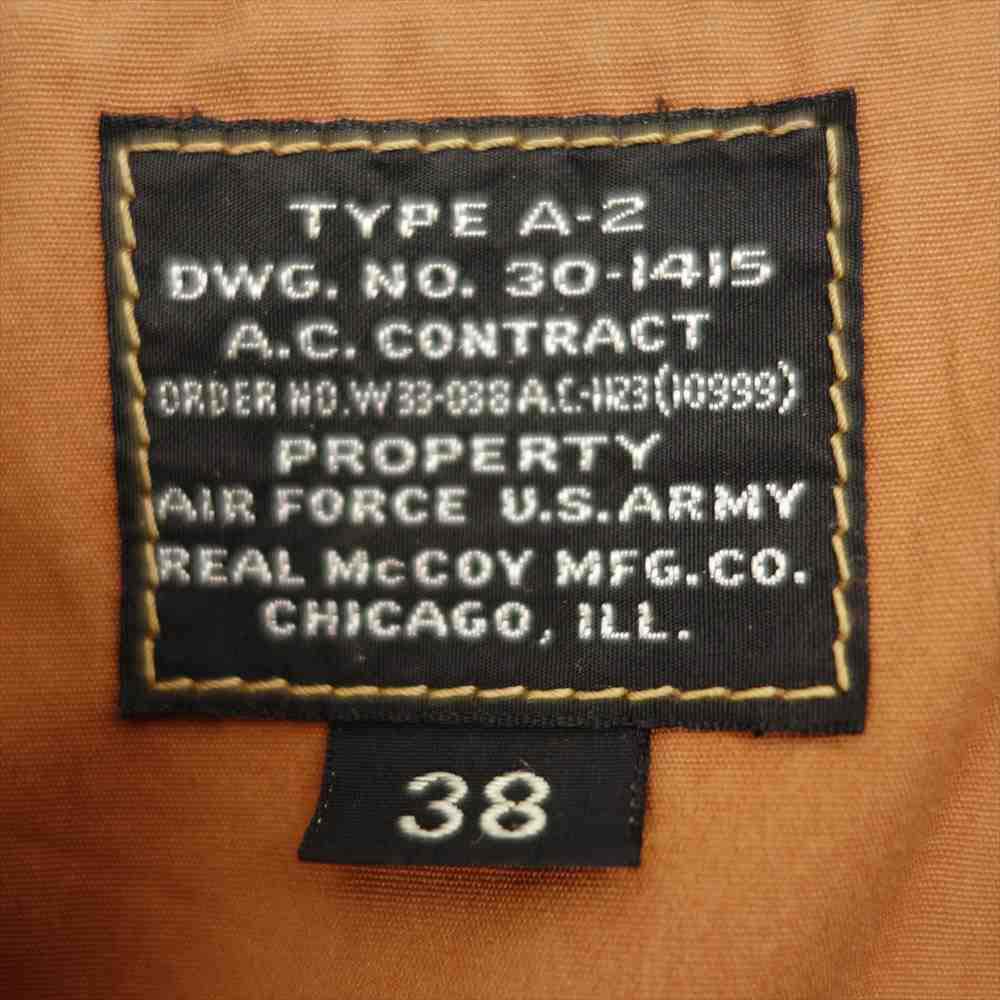 TYPE A-2
DWG. NO. 30-1415
A.C. CONTRACT
ORDER NO. W33-038 A.C.-1123 (10999)
PROPERTY
AIR FORCE U.S. ARMY
REAL McCOY MFG. CO.
CHICAGO, ILL.
38